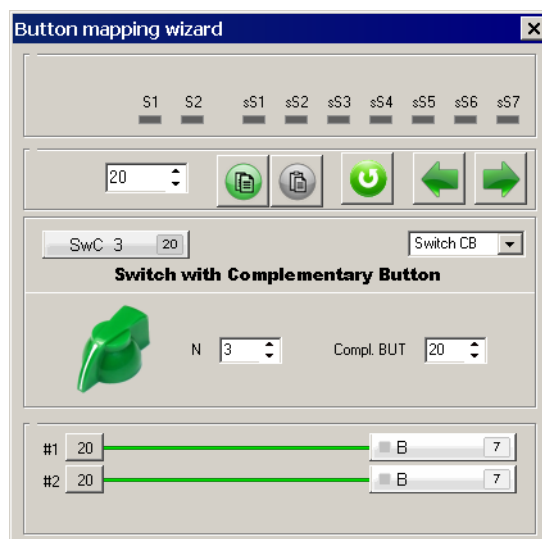 Button mapping wizard
S1 S2 sS1 sS2 sS3 sS4 sS5 sS6 sS7
20
SwC 3 20 Switch CB
Switch with Complementary Button
N 3 Compl. BUT 20
#1 20 B 7
#2 20 B 7